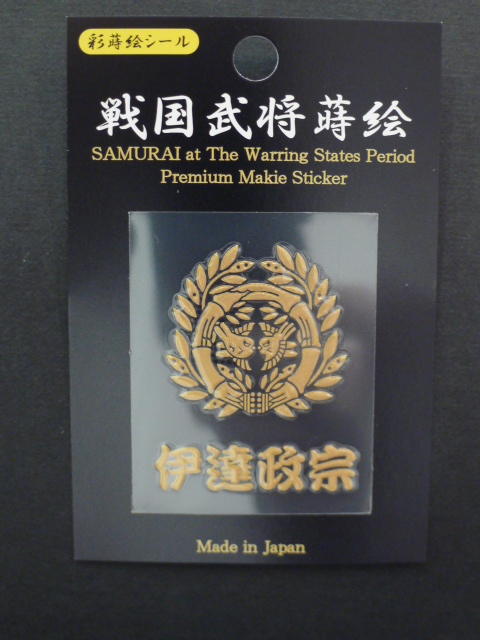 彩蒔絵シール
戦国武将蒔絵
SAMURAI at The Warring States Period
Premium Makie Sticker
伊達政宗
Made in Japan